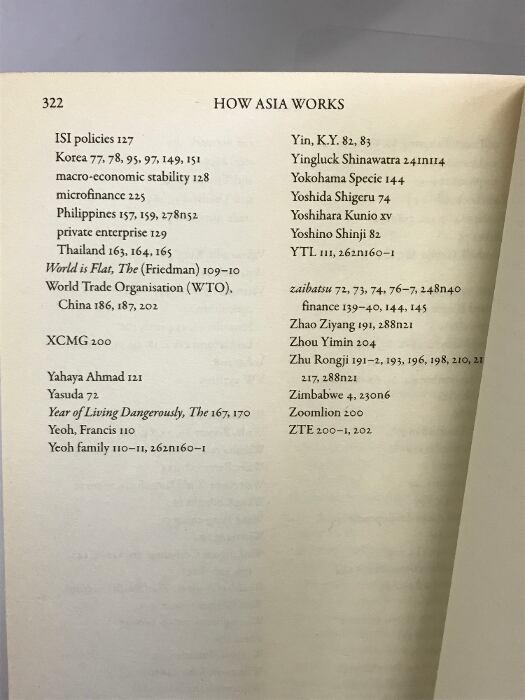 322
HOW ASIA WORKS
ISI policies 127
Korea 77, 78, 95, 97, 149, 151
macro-economic stability 128
microfinance 225
Philippines 157, 159, 278n52
private enterprise 129
Thailand 163, 164, 165
World is Flat, The (Friedman) 109–10
World Trade Organisation (WTO),
China 186, 187, 202
XCMG 200
Yahaya Ahmad 121
Yasuda 72
Year of Living Dangerously, The 167, 170
Yeoh, Francis 110
Yeoh family 110–11, 262n160–1
Yin, K.Y. 82, 83
Yingluck Shinawatra 241n114
Yokohama Specie 144
Yoshida Shigeru 74
Yoshihara Kunio xv
Yoshino Shinji 82
YTL 111, 262n160–1
zaibatsu 72, 73, 74, 76–7, 248n40
finance 139–40, 144, 145
Zhao Ziyang 191, 288n21
Zhou Yimin 204
Zhu Rongji 191–2, 193, 196, 198, 210,
217, 288n21
Zimbabwe 4, 230n6
Zoomlion 200
ZTE 200–1, 202